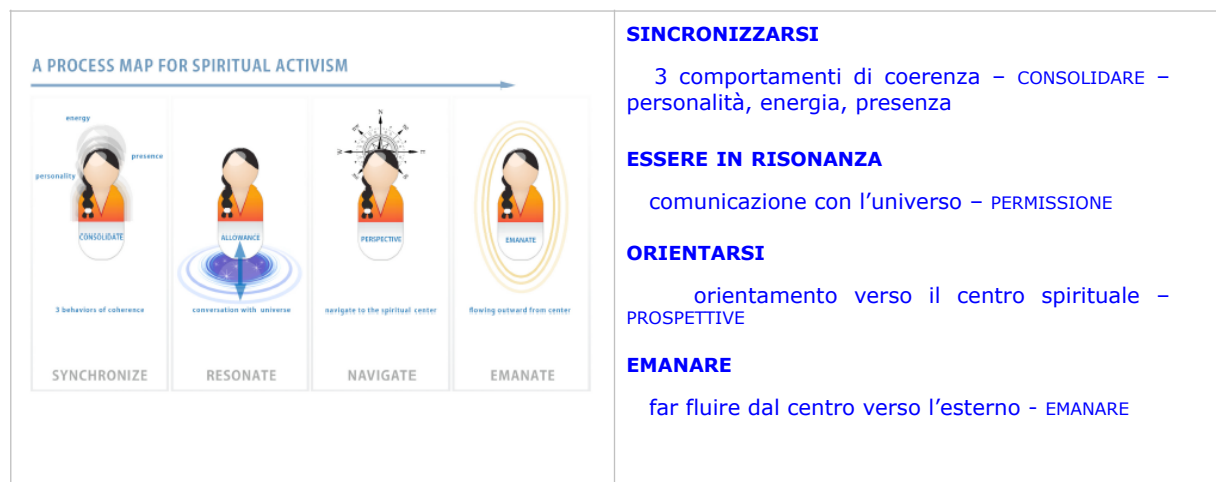 A PROCESS MAP FOR SPIRITUAL ACTIVISM
energy
presence
personality
CONSOLIDATE
3 behaviors of coherence
SYNCHRONIZE
ALLOWANCE
conversation with universe
RESONATE
N
W
E
PERSPECTIVE
navigate to the spiritual center
NAVIGATE
EMANATE
flowing outward from center
EMANATE
SINCRONIZZARSI
3 comportamenti di coerenza – CONSOLIDARE –
personalità, energia, presenza
ESSERE IN RISONANZA
comunicazione con l’universo – PERMISSIONE
ORIENTARSI
orientamento verso il centro spirituale –
PROSPETTIVE
EMANARE
far fluire dal centro verso l’esterno - EMANARE